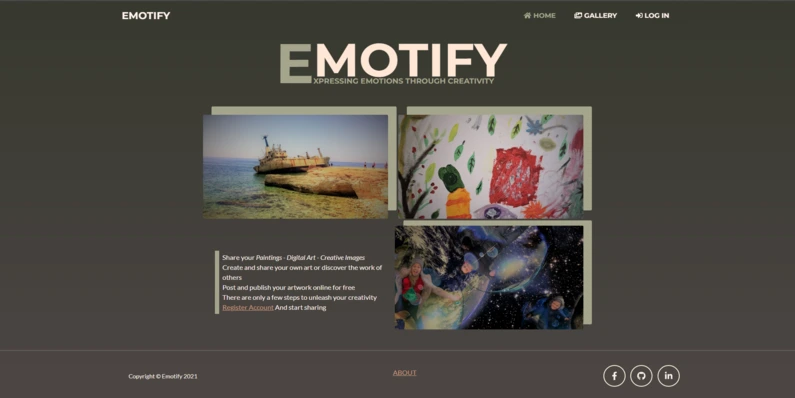 EMOTIFY
HOME GALLERY LOG IN
EMOTIFY
XPRESSING EMOTIONS THROUGH CREATIVITY
Share your Paintings - Digital Art - Creative Images
Create and share your own art or discover the work of
others
Post and publish your artwork online for free
There are only a few steps to unleash your creativity
Register Account And start sharing
Copyright © Emotify 2021
ABOUT